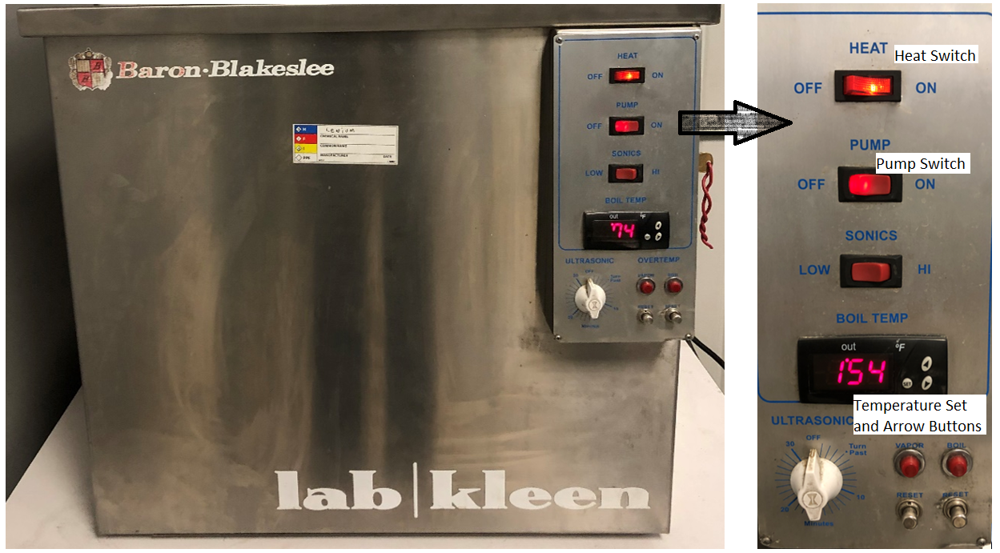 Baron-Blakeslee
H
Lenium
F
CHEMICAL NAME
COMMON NAME
MANUFACTURER
DATE
PPE
HEAT
OFF ON
PUMP
OFF ON
SONICS
LOW HI
BOIL TEMP
out °F
74
ULTRASONIC OVERTEMP
OFF
30 Turn Past
VAPOR
10
20
Minutes
RESET RESET
lab|kleen
HEAT
Heat Switch
OFF ON
PUMP
Pump Switch
OFF ON
SONICS
LOW HI
BOIL TEMP
out °F
154
SET
Temperature Set
and Arrow Buttons
ULTRASONIC
OFF
30 Turn
Past
VAPOR BOIL
10
20
Minutes
RESET RESET